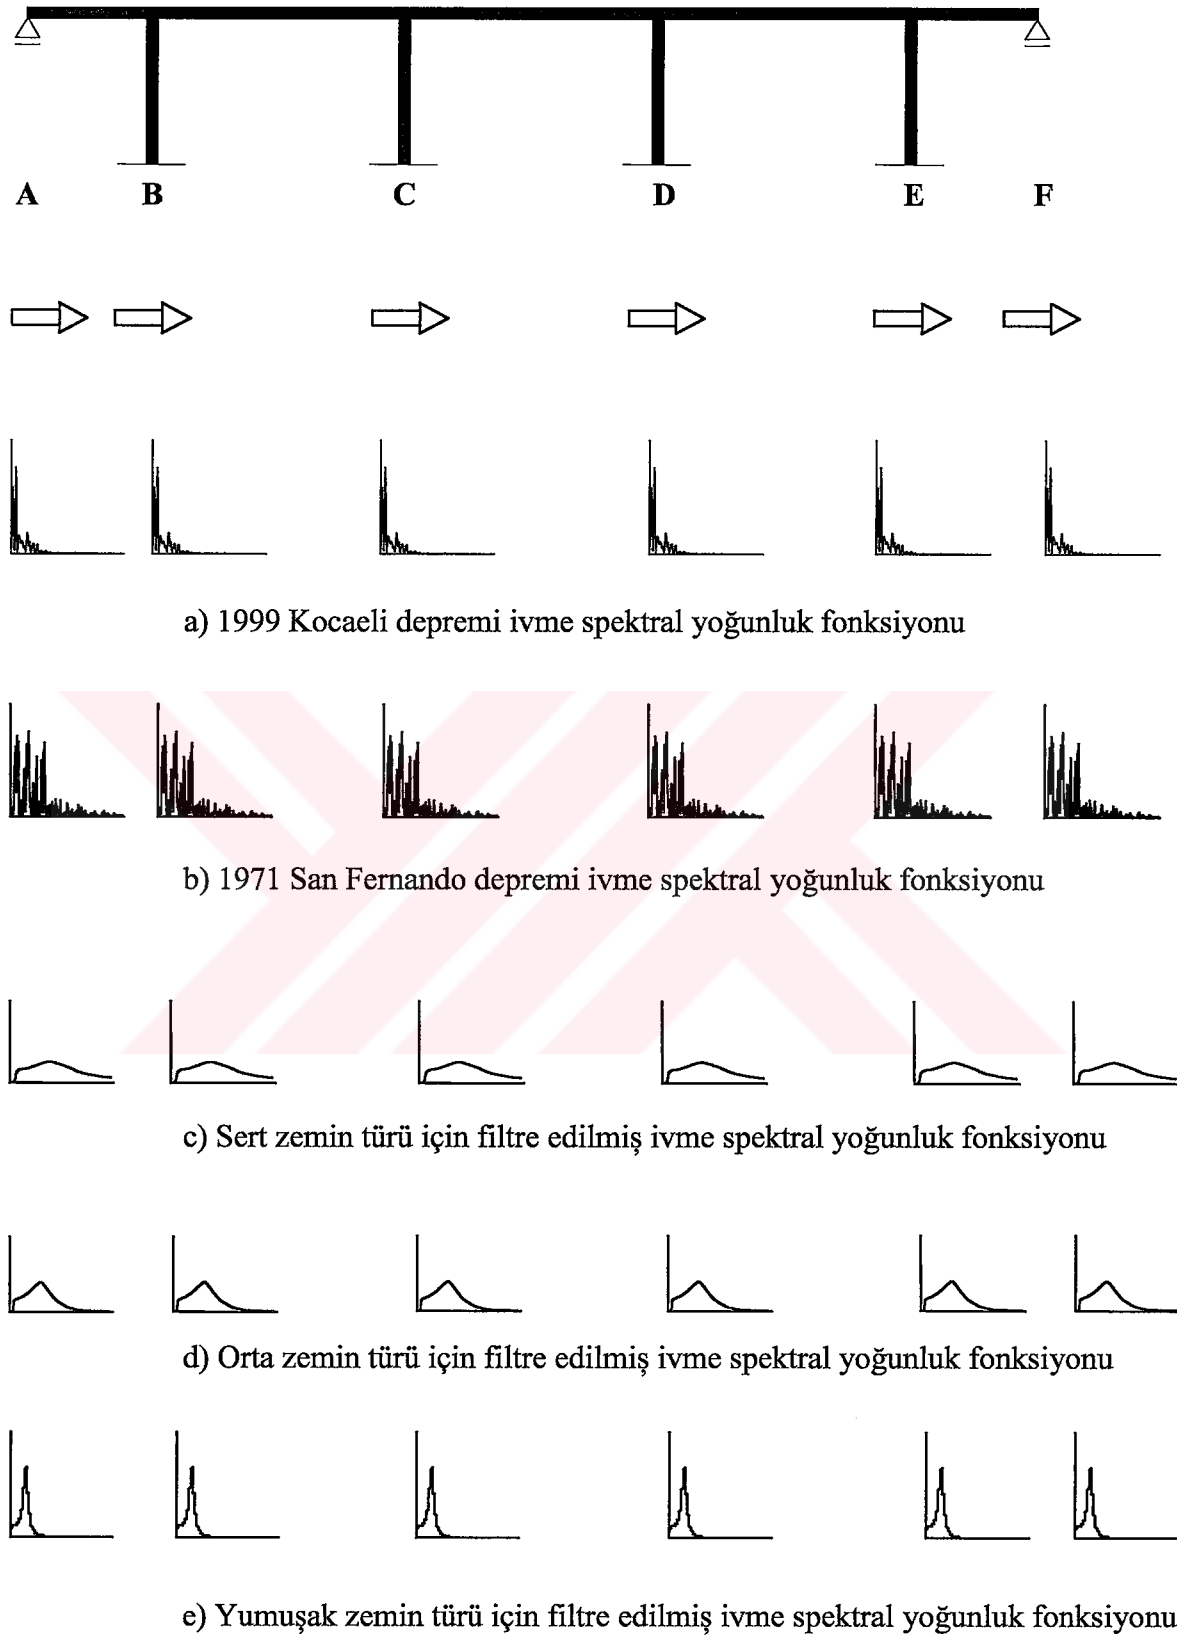 A B C D E F
a) 1999 Kocaeli depremi ivme spektral yoğunluk fonksiyonu
b) 1971 San Fernando depremi ivme spektral yoğunluk fonksiyonu
c) Sert zemin türü için filtre edilmiş ivme spektral yoğunluk fonksiyonu
d) Orta zemin türü için filtre edilmiş ivme spektral yoğunluk fonksiyonu
e) Yumuşak zemin türü için filtre edilmiş ivme spektral yoğunluk fonksiyonu